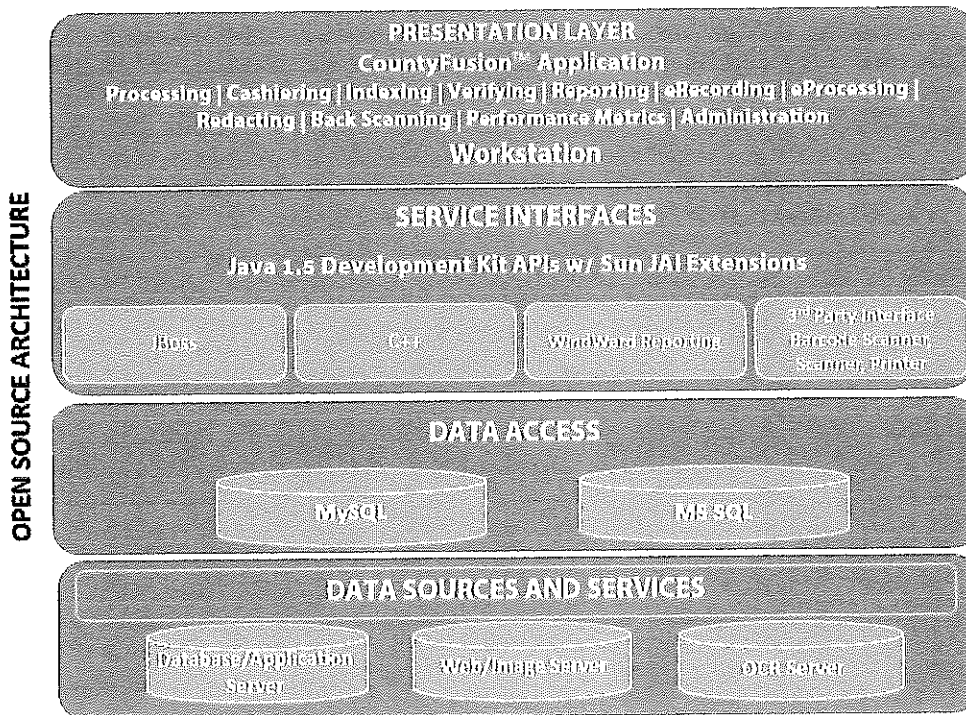 OPEN SOURCE ARCHITECTURE
PRESENTATION LAYER
CountyFusion™ Application
Processing | Cashiering | Indexing | Verifying | Reporting | eRecording | eProcessing |
Redacting | Back Scanning | Performance Metrics | Administration
Workstation
SERVICE INTERFACES
Java 1.5 Development Kit APIs w/ Sun JAI Extensions
JBoss
C++
WindWard Reporting
3rd Party Interface
Barcode Scanner,
Scanner, Printer
DATA ACCESS
MySQL
MS SQL
DATA SOURCES AND SERVICES
Database/Application
Server
Web/Image Server
OCR Server